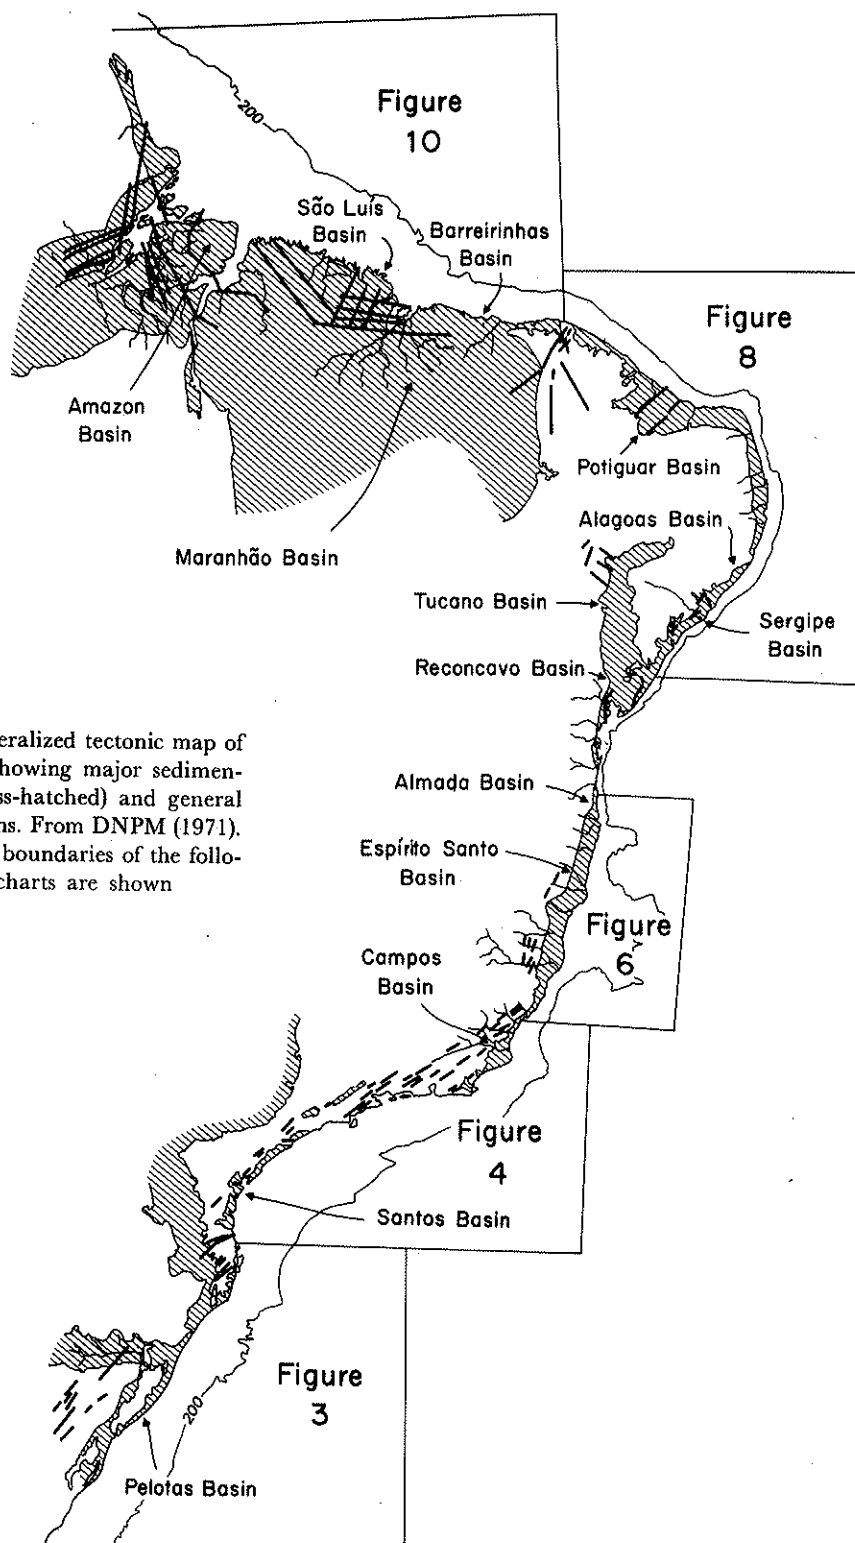 200
Figure
10
São Luís
Basin
Barreirinhas
Basin
Figure
8
Amazon
Basin
Potiguar Basin
Alagoas Basin
Maranhão Basin
Tucano Basin
Sergipe
Basin
Reconcavo Basin
eralized tectonic map of
howing major sedimen-
ss-hatched) and general
ns. From DNPM (1971).
boundaries of the follo-
charts are shown
Almada Basin
Espírito Santo
Basin
Figure
6
Campos
Basin
Figure
4
Santos Basin
Figure
3
200
Pelotas Basin